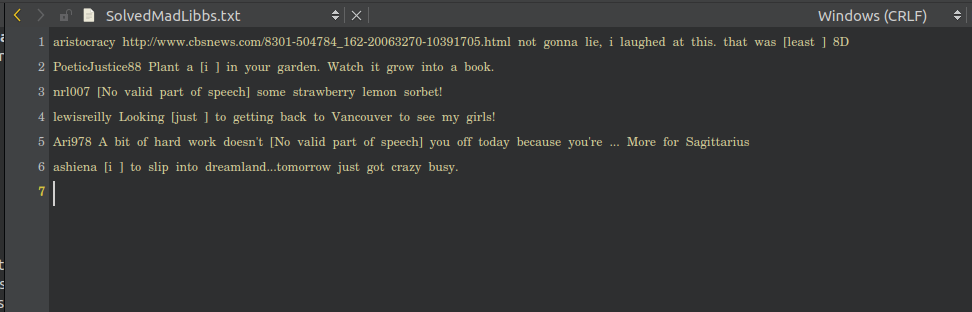 SolvedMadLibbs.txt Windows (CRLF)
1 aristocracy http://www.cbsnews.com/8301-504784_162-20063270-10391705.html not gonna lie, i laughed at this. that was [least ] 8D
2 PoeticJustice88 Plant a [i ] in your garden. Watch it grow into a book.
3 nrl007 [No valid part of speech] some strawberry lemon sorbet!
4 lewisreilly Looking [just ] to getting back to Vancouver to see my girls!
5 Ari978 A bit of hard work doesn't [No valid part of speech] you off today because you're ... More for Sagittarius
6 ashiena [i ] to slip into dreamland...tomorrow just got crazy busy.
7